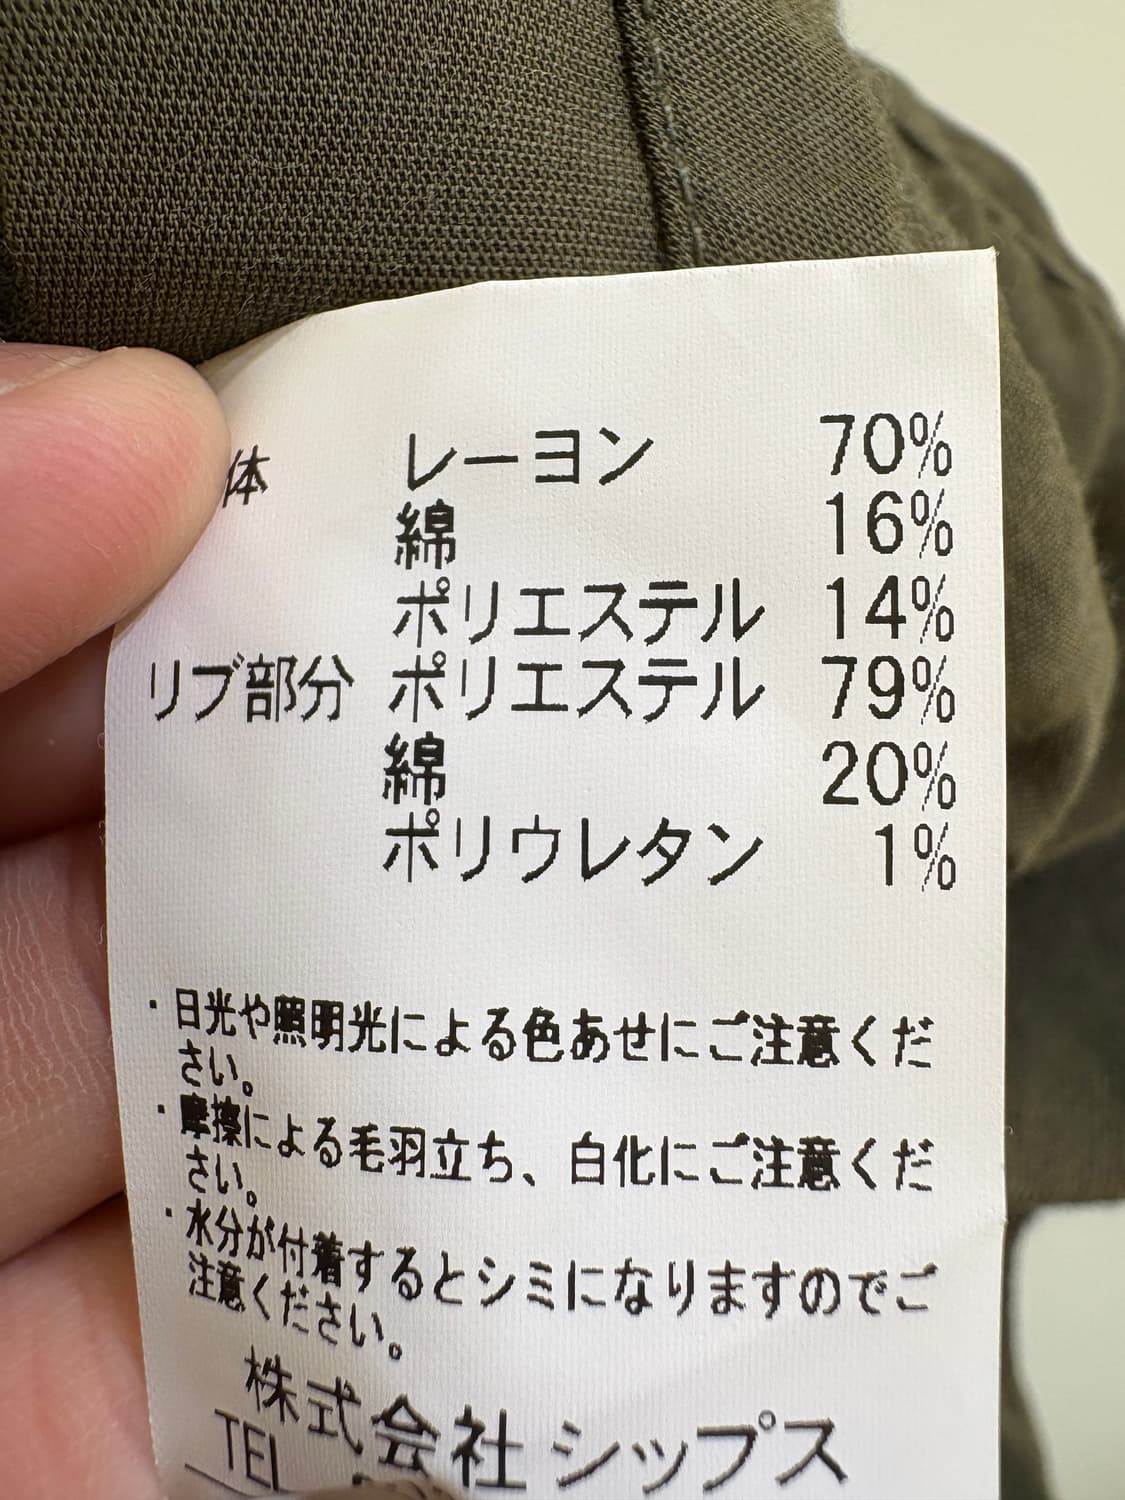 体 レーヨン 70%
綿 16%
ポリエステル 14%
リブ部分 ポリエステル 79%
綿 20%
ポリウレタン 1%
・日光や照明光による色あせにご注意くだ
さい。
・摩擦による毛羽立ち、白化にご注意くだ
さい。
・水分が付着するとシミになりますのでご
注意ください。
株式会社シップス
TEL